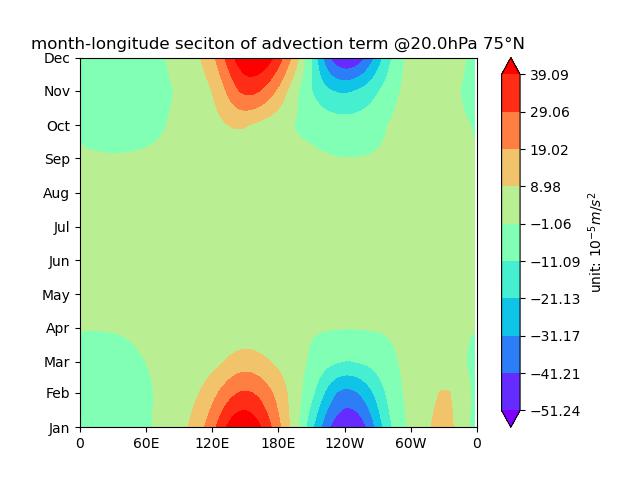 month-longitude seciton of advection term @20.0hPa 75°N
Dec
Nov
Oct
Sep
Aug
Jul
Jun
May
Apr
Mar
Feb
Jan
0 60E 120E 180E 120W 60W 0
39.09
29.06
19.02
8.98
−1.06
−11.09
−21.13
−31.17
−41.21
−51.24
unit: 10⁻⁵m/s²